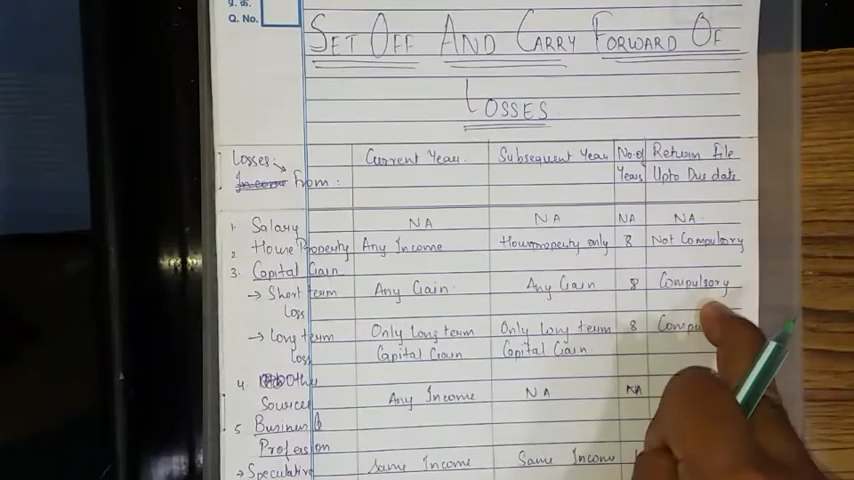 प्र. क्र.
Q. No.
SET OFF AND CARRY FORWARD OF
LOSSES
Losses From: Current Year. Subsequent Year No. of Years Return File Upto Due date
1. Salary NA NA NA NA.
2 House Property Any Income Houseproperty only 8 Not Compulsory
3. Capital Gain
→ Short term Loss Any Gain. Any Gain 8 Compulsory
→ Long term Loss Only long term Capital Gain Only long term Capital Gain. 8
4. Other Sources Any Income NA NA
5 Business & Profession
→ Speculative Same Income Same Income